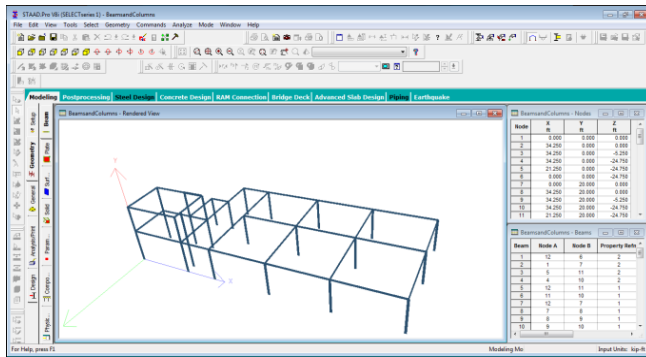 STAAD.Pro V8i (SELECTseries 1) - BeamsandColumns
File Edit View Tools Select Geometry Commands Analyze Mode Window Help
Modeling Postprocessing Steel Design Concrete Design RAM Connection Bridge Deck Advanced Slab Design Piping Earthquake
Setup
Geometry
General
Analysis/Print
Design
Beam
Plate
Surf...
Solid
Param...
Compo...
Physic...
BeamsandColumns - Rendered View
Y
X
BeamsandColumns - Nodes
Node X ft Y ft Z ft
1 0.000 0.000 0.000
2 34.250 0.000 0.000
3 34.250 0.000 -5.250
4 34.250 0.000 -24.750
5 21.250 0.000 -24.750
6 0.000 0.000 -24.750
7 0.000 20.000 0.000
8 34.250 20.000 0.000
9 34.250 20.000 -5.250
10 34.250 20.000 -24.750
11 21.250 20.000 -24.750
BeamsandColumns - Beams
Beam Node A Node B Property Refn
1 12 6 2
2 1 7 2
3 5 11 2
4 4 10 2
5 12 11 1
6 11 10 1
7 12 7 1
8 7 8 1
9 8 9 1
10 9 10 1
For Help, press F1
Modeling Mo
Input Units: kip-ft